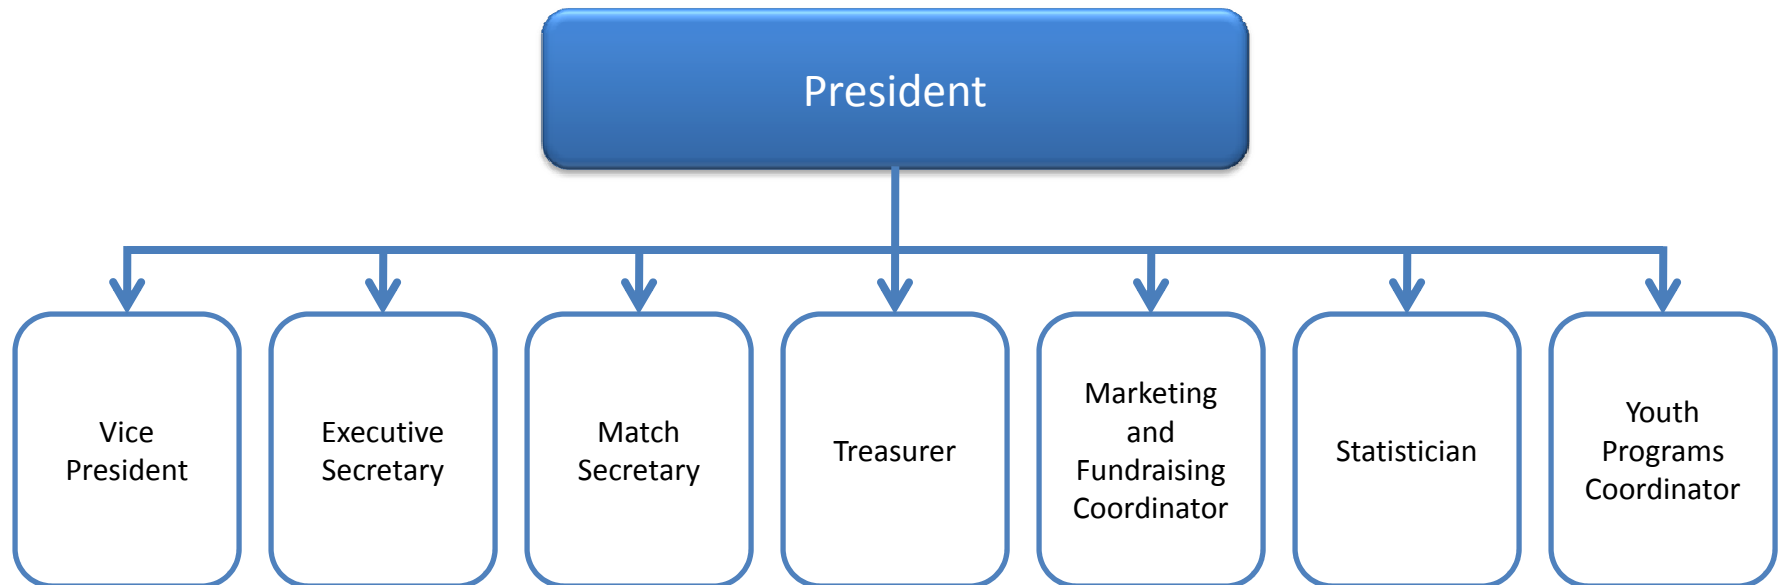 President
Vice
President
Executive
Secretary
Match
Secretary
Treasurer
Marketing
and
Fundraising
Coordinator
Statistician
Youth
Programs
Coordinator